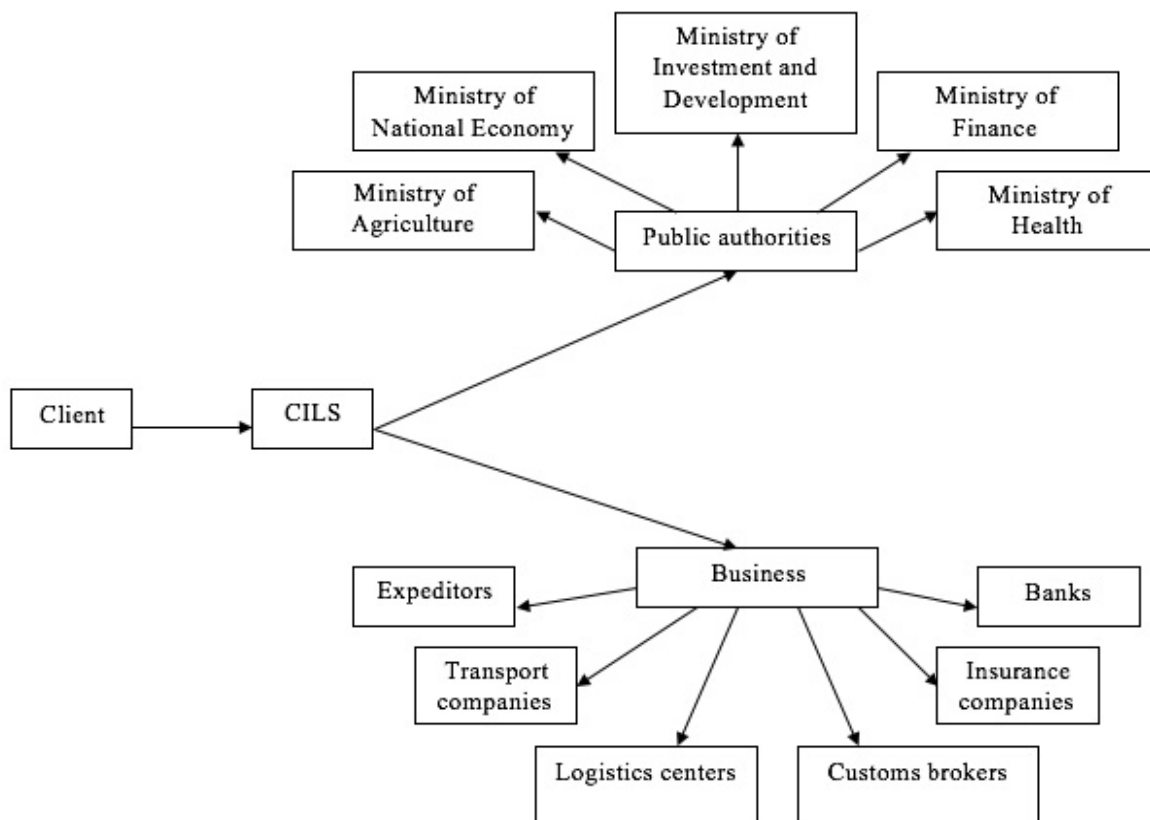 Ministry of
Investment and
Development
Ministry of
National Economy
Ministry of
Finance
Ministry of
Agriculture
Public authorities
Ministry of
Health
Client
CILS
Business
Expeditors
Banks
Transport
companies
Insurance
companies
Logistics centers
Customs brokers